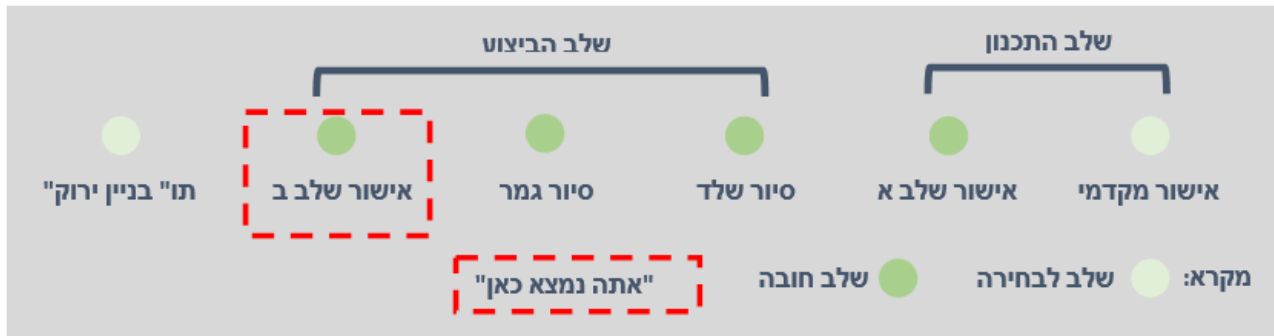 שלב התכנון
שלב הביצוע
אישור מקדמי
אישור שלב א
סיור שלד
סיור גמר
אישור שלב ב
תו" בניין ירוק"
מקרא:
שלב לבחירה
שלב חובה
"אתה נמצא כאן"